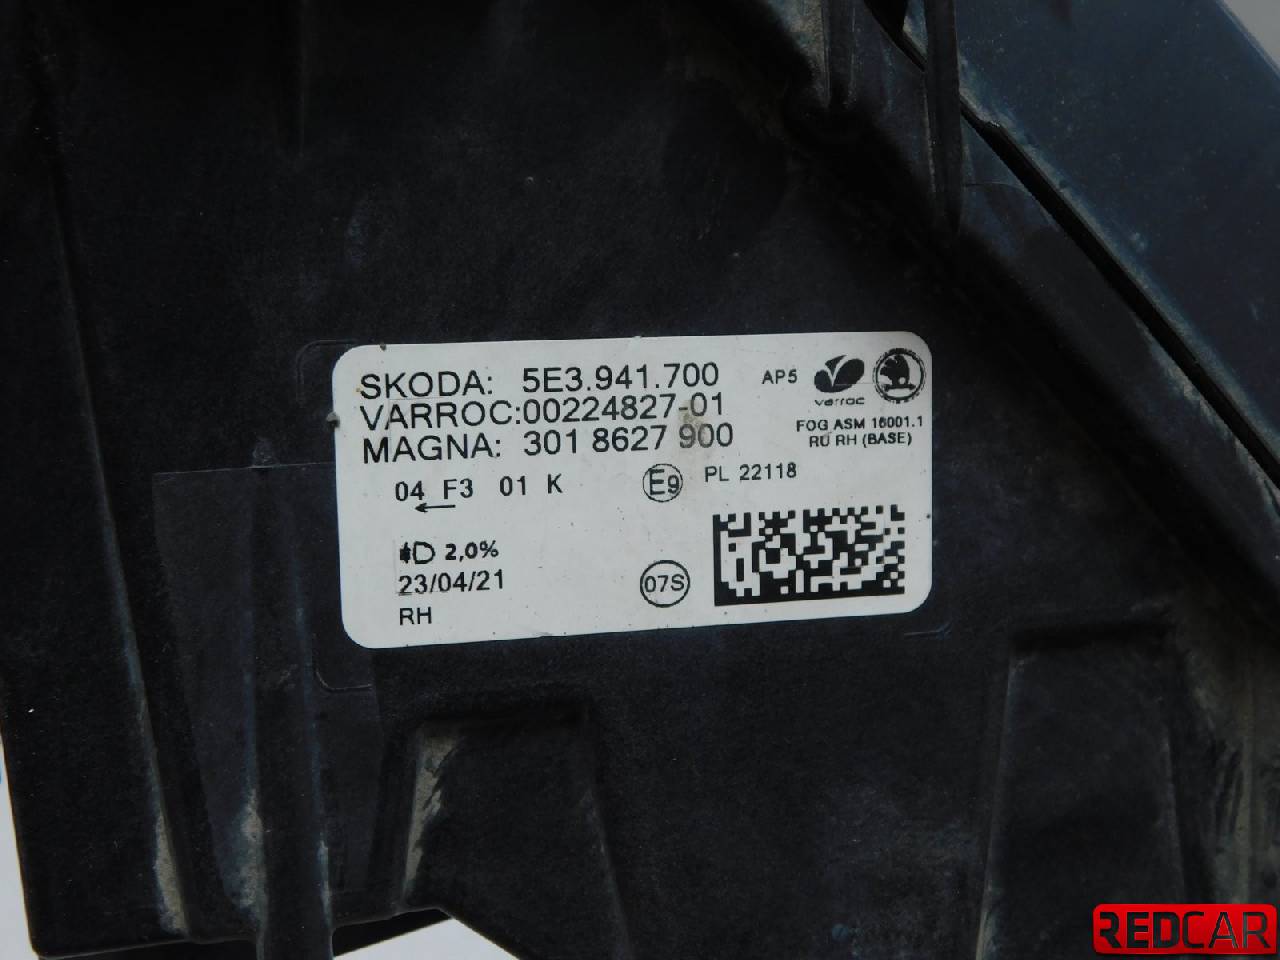 SKODA: 5E3.941.700
VARROC:00224827-01
MAGNA: 301 8627 900
AP5
varroc
FOG ASM 16001.1
RU RH (BASE)
04 F3 01 K
E9
PL 22118
2,0%
23/04/21
RH
07S
REDCAR